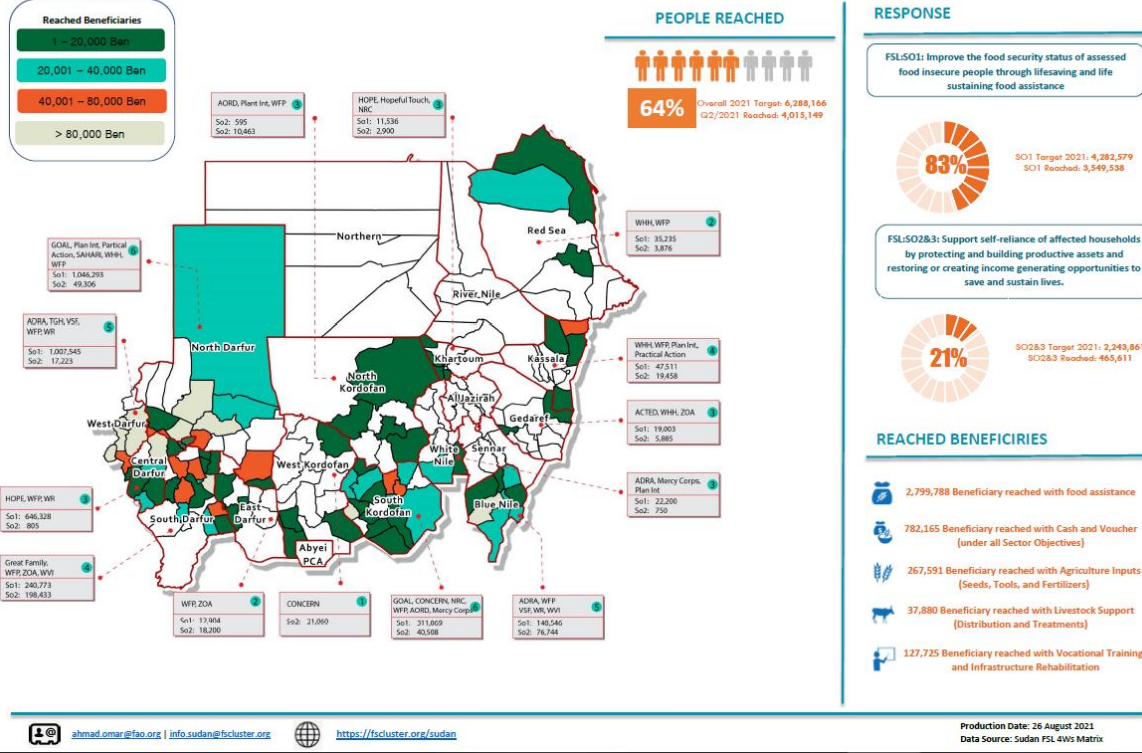 Reached Beneficiaries
1 – 20,000 Ben
20,001 – 40,000 Ben
40,001 – 80,000 Ben
> 80,000 Ben
PEOPLE REACHED
64%
Overall 2021 Target: 6,288,166
Q2/2021 Reached: 4,015,149
AORD, Plant Int, WFP
3
So1: 595
So2: 10,463
HOPE, Hopeful Touch,
NRC
3
So1: 11,536
So2: 2,900
WHH, WFP
2
So1: 35,235
So2: 3,876
GOAL, Plan Int, Partical
Action, SAHARI, WHH,
WFP
6
So1: 1,046,293
So2: 49,306
ADRA, TGH, VSF,
WFP, WR
5
So1: 1,007,545
So2: 17,223
WHH, WFP, Plan Int.,
Practical Action
4
So1: 47,511
So2: 19,458
ACTED, WHH, ZOA
3
So1: 19,003
So2: 5,885
ADRA, Mercy Corps,
Plan Int
3
So1: 22,200
So2: 750
HOPE, WFP, WR
3
So1: 646,328
So2: 805
Great Family,
WFP, ZOA, WVI
4
So1: 240,773
So2: 198,433
WFP, ZOA
2
So1: 12,904
So2: 18,200
CONCERN
1
So2: 21,060
GOAL, CONCERN, NRC,
WFP, AORD, Mercy Corps
6
So1: 311,069
So2: 40,508
ADRA, WFP
VSF, WR, WVI
5
So1: 140,546
So2: 76,744
Northern
Red Sea
River Nile
North Darfur
Khartoum
Kassala
North
Kordofan
AlJazirah
Gedaref
West Darfur
Central
Darfur
White
Nile
Sennar
West Kordofan
South
Kordofan
Blue Nile
South Darfur
East
Darfur
Abyei
PCA
RESPONSE
FSL:SO1: Improve the food security status of assessed
food insecure people through lifesaving and life
sustaining food assistance
83%
SO1 Target 2021: 4,282,579
SO1 Reached: 3,549,538
FSL:SO2&3: Support self-reliance of affected households
by protecting and building productive assets and
restoring or creating income generating opportunities to
save and sustain lives.
21%
SO2&3 Target 2021: 2,243,861
SO2&3 Reached: 465,611
REACHED BENEFICIRIES
2,799,788 Beneficiary reached with food assistance
782,165 Beneficiary reached with Cash and Voucher
(under all Sector Objectives)
267,591 Beneficiary reached with Agriculture Inputs
(Seeds, Tools, and Fertilizers)
37,880 Beneficiary reached with Livestock Support
(Distribution and Treatments)
127,725 Beneficiary reached with Vocational Training
and Infrastructure Rehabilitation
ahmad.omar@fao.org | info.sudan@fscluster.org
https://fscluster.org/sudan
Production Date: 26 August 2021
Data Source: Sudan FSL 4Ws Matrix